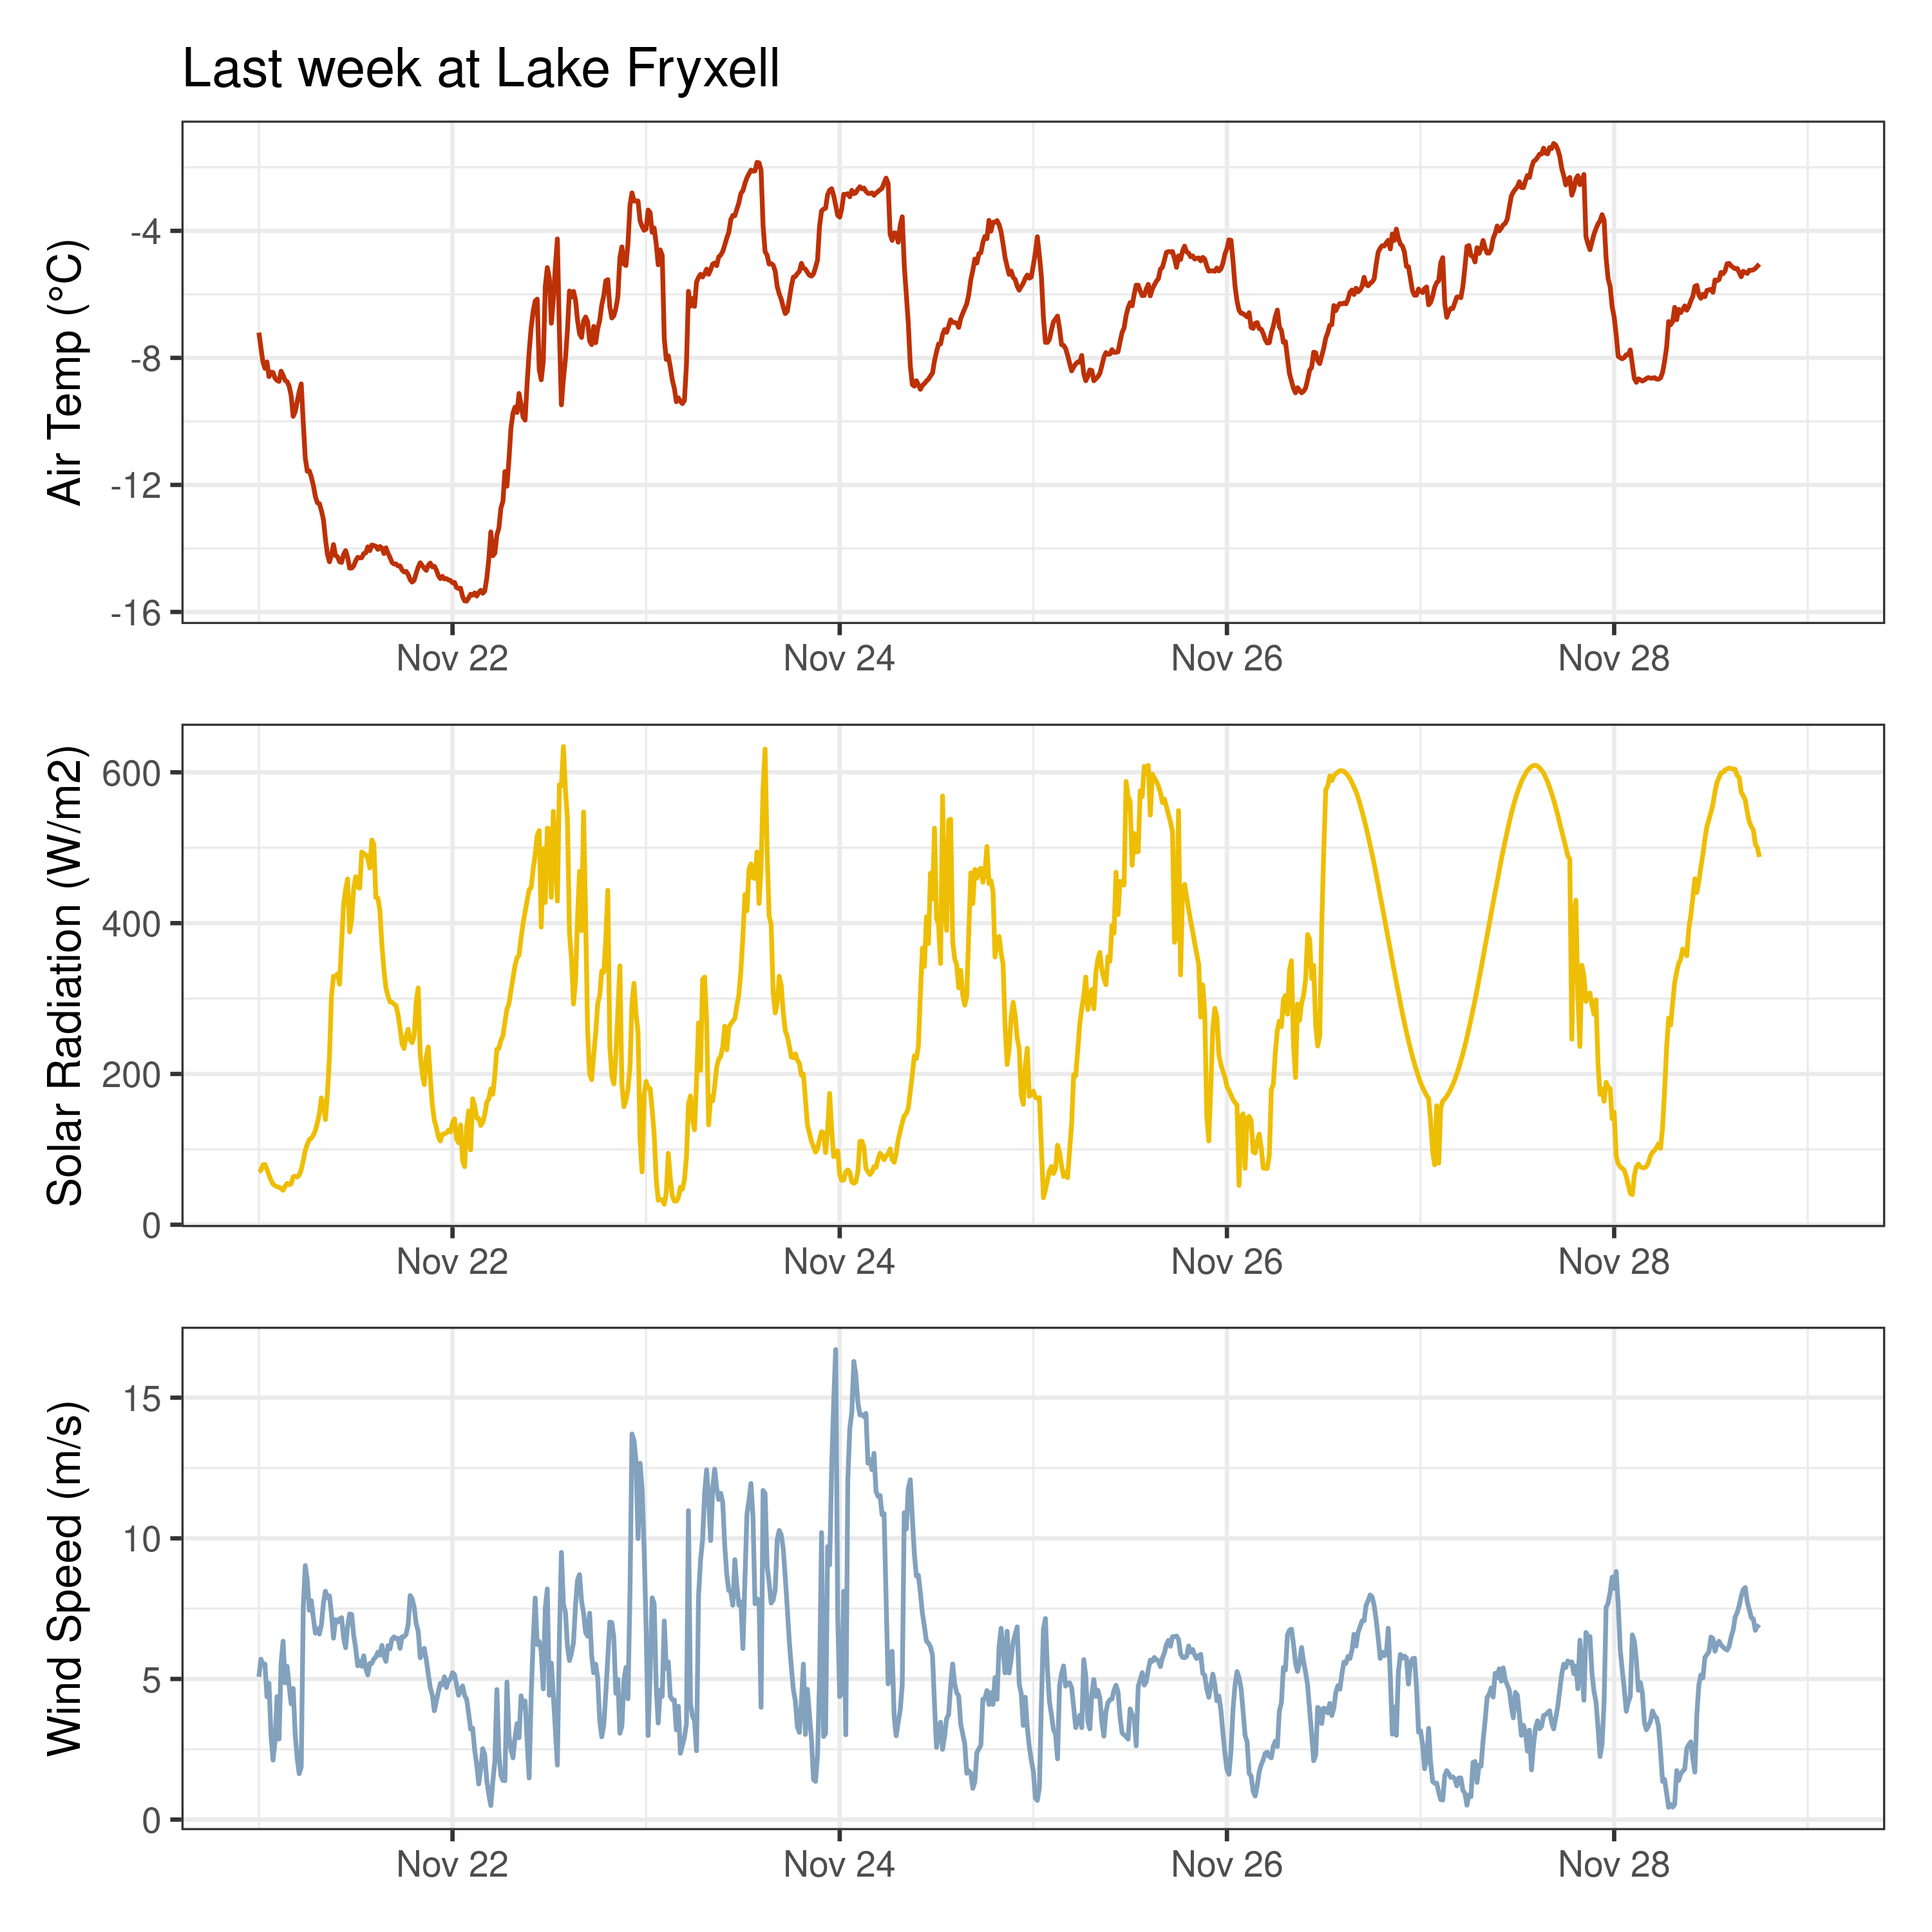 Last week at Lake Fryxell
Air Temp (°C)
-4
-8
-12
-16
Nov 22 Nov 24 Nov 26 Nov 28
Solar Radiation (W/m2)
600
400
200
0
Nov 22 Nov 24 Nov 26 Nov 28
Wind Speed (m/s)
15
10
5
0
Nov 22 Nov 24 Nov 26 Nov 28